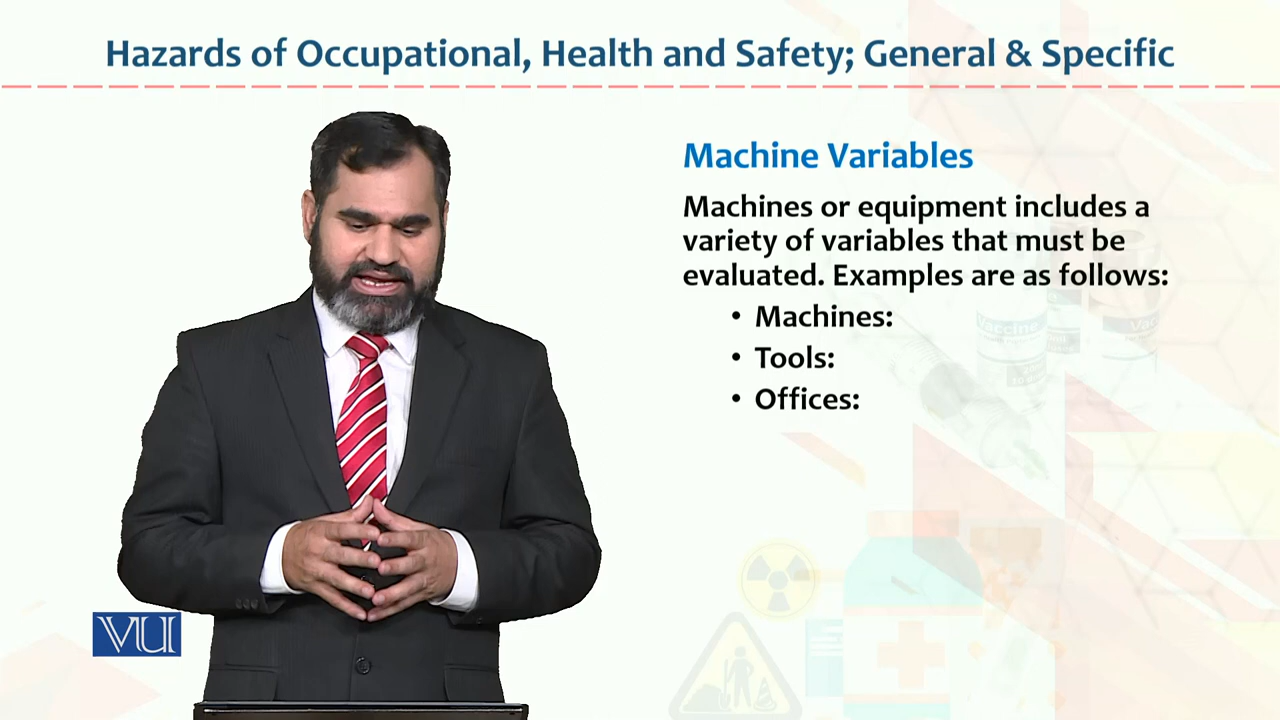 Hazards of Occupational, Health and Safety; General & Specific
Machine Variables
Machines or equipment includes a
variety of variables that must be
evaluated. Examples are as follows:
• Machines:
• Tools:
• Offices:
Vaccine
VU